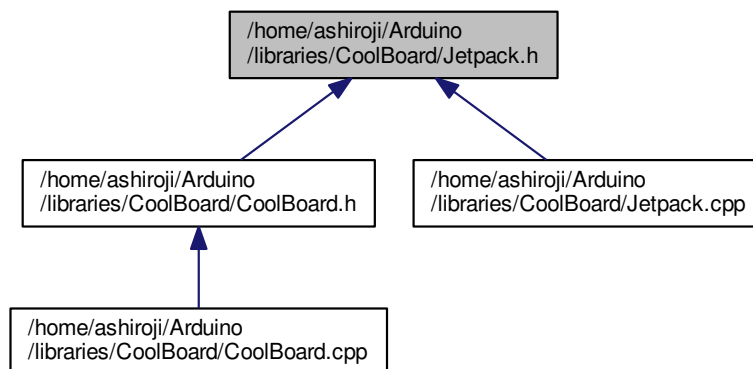 /home/ashiroji/Arduino
/libraries/CoolBoard/Jetpack.h
/home/ashiroji/Arduino
/libraries/CoolBoard/CoolBoard.h
/home/ashiroji/Arduino
/libraries/CoolBoard/Jetpack.cpp
/home/ashiroji/Arduino
/libraries/CoolBoard/CoolBoard.cpp